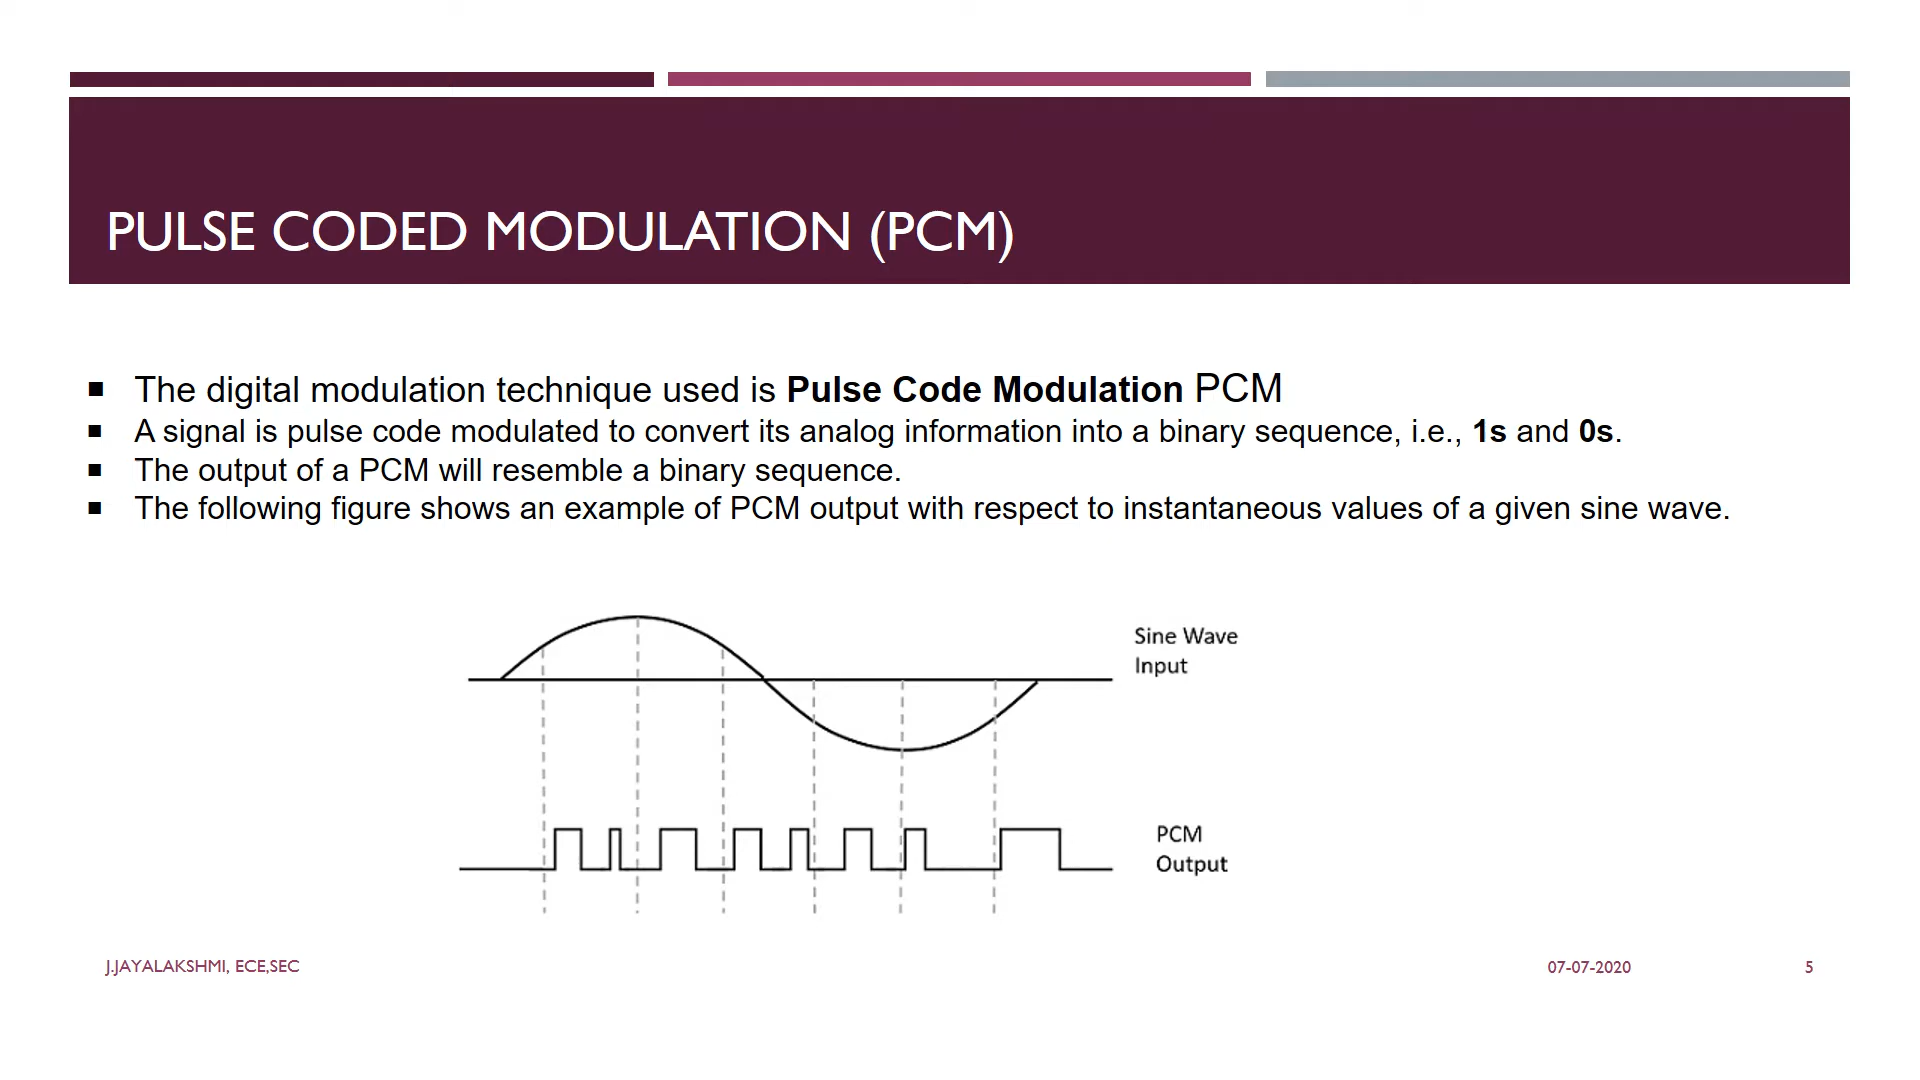 PULSE CODED MODULATION (PCM)
The digital modulation technique used is Pulse Code Modulation PCM
A signal is pulse code modulated to convert its analog information into a binary sequence, i.e., 1s and 0s.
The output of a PCM will resemble a binary sequence.
The following figure shows an example of PCM output with respect to instantaneous values of a given sine wave.
Sine Wave
Input
PCM
Output
J.JAYALAKSHMI, ECE,SEC
07-07-2020
5